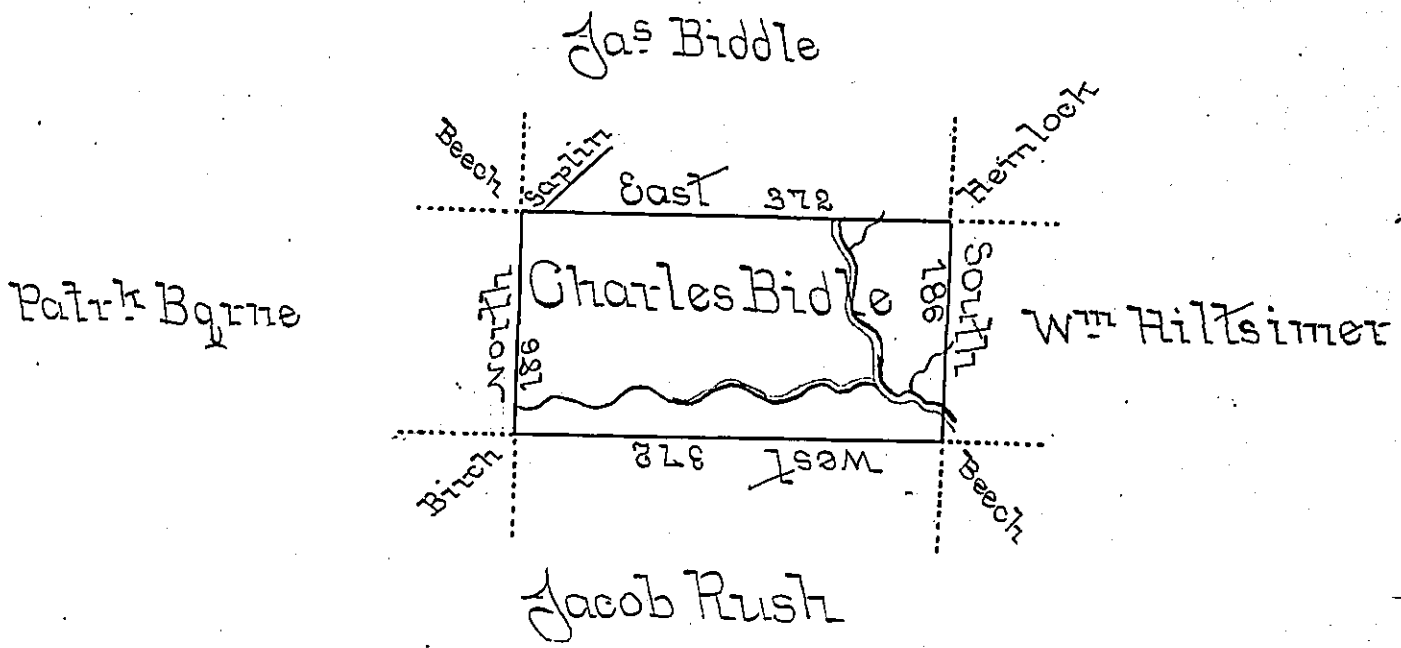 Jas Biddle
Beech
Saplin
Hemlock
East 372
Patrk Byrne
North 186
Charles Bidle
186
South
Wm Hiltsimer
West 372
Birch
Beech
Jacob Rush